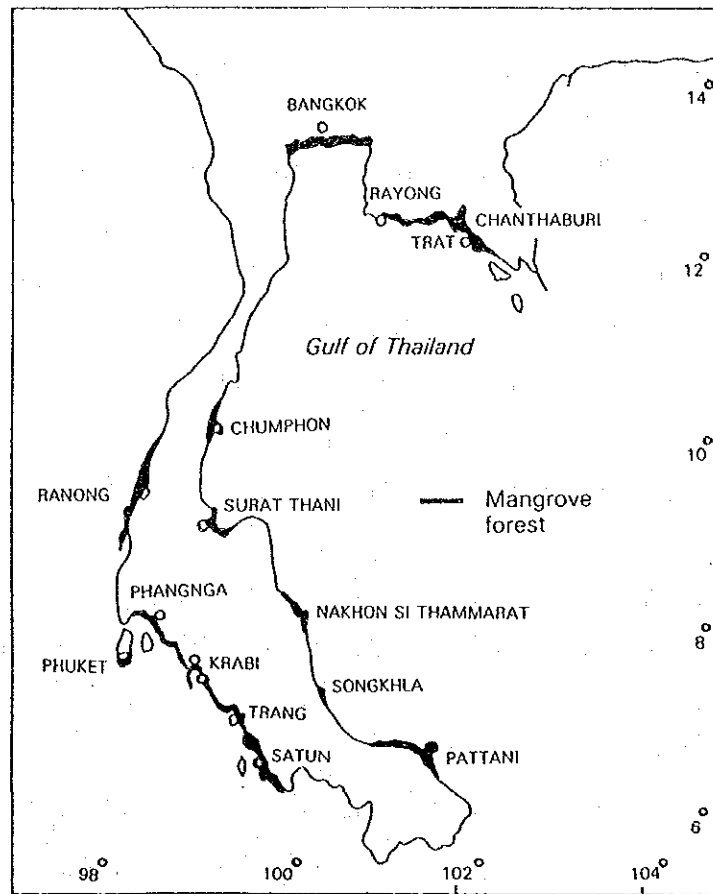 14°
BANGKOK
RAYONG
CHANTHABURI
TRAT
12°
Gulf of Thailand
CHUMPHON
10°
RANONG
SURAT THANI
Mangrove
forest
PHANGNGA
NAKHON SI THAMMARAT
8°
PHUKET
KRABI
SONGKHLA
TRANG
SATUN
PATTANI
6°
98° 100° 102° 104°